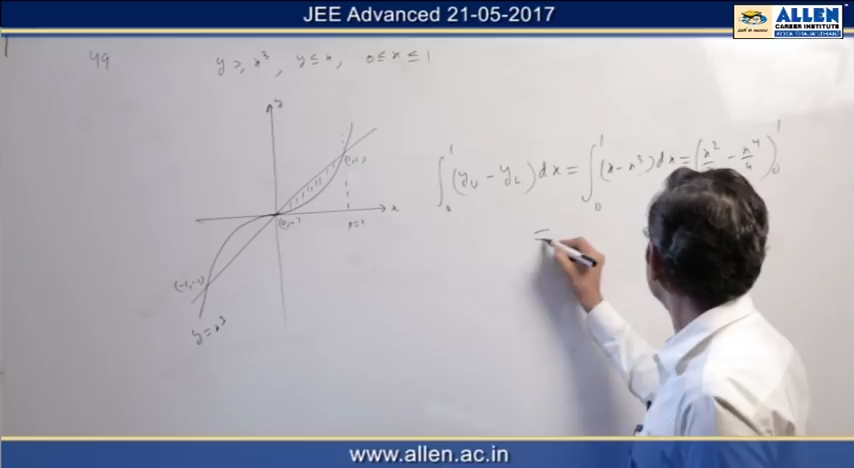 JEE Advanced 21-05-2017
ALLEN
CAREER INSTITUTE
49
y ≥ x³, y ≤ x, 0 ≤ x ≤ 1
∫₀¹ (y_U - y_L) dx = ∫₀¹ (x - x³) dx = (x²/ - x⁴/4)₀¹
=
y
(1,1)
x
(0,0)
x=1
(-1,-1)
y = x³
www.allen.ac.in